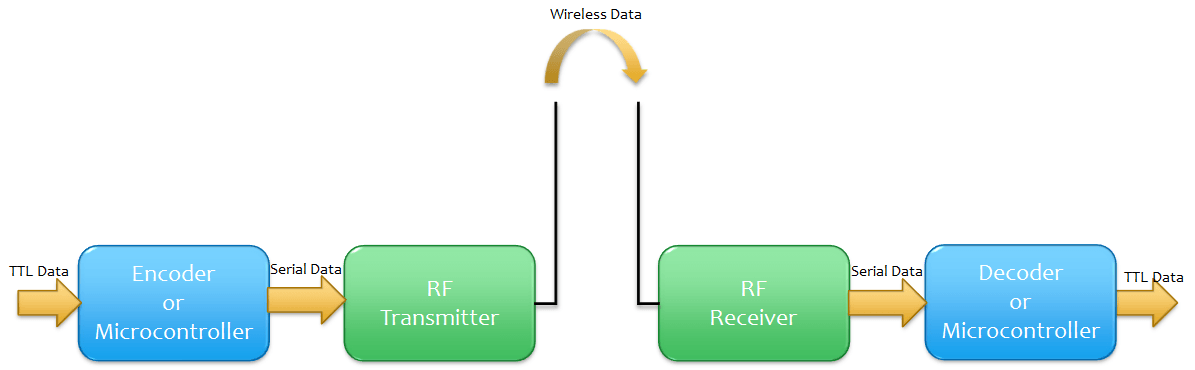 Wireless Data
TTL Data
Encoder
or
Microcontroller
Serial Data
RF
Transmitter
RF
Receiver
Serial Data
Decoder
or
Microcontroller
TTL Data